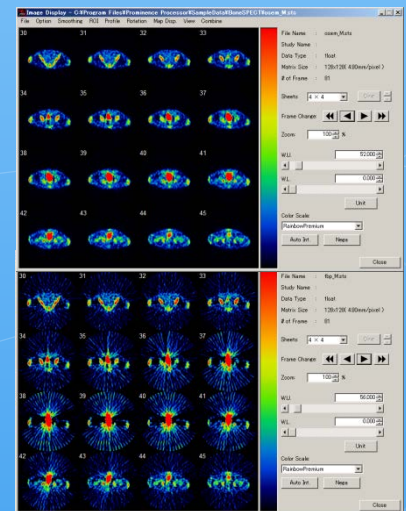 Image Display - C:¥Program Files¥Prominence Processor¥SampleData¥BoneSPECT¥osem_Mats
File Option Smoothing ROI Profile Rotation Map Disp. View Combine
30 31 32 33
34 35 36 37
38 39 40 41
42 43 44 45
File Name : osem_Mats
Study Name :
Data Type : float
Matrix Size : 128x128( 4.80mm/pixel )
# of Frame : 81
Sheets 4 × 4
Frame Change
Zoom 100 %
W.U. 92.000
W.L. 0.000
Unit
Color Scale
RainbowPremium
Auto Int. Nega
Close
30 31 32 33
34 35 36 37
38 39 40 41
42 43 44 45
File Name : fbp_Mats
Study Name :
Data Type : float
Matrix Size : 128x128( 4.80mm/pixel )
# of Frame : 81
Sheets 4 × 4
Frame Change
Zoom 100 %
W.U.
W.L. 0.000
Unit
Color Scale
RainbowPremium
Auto Int. Nega
Close